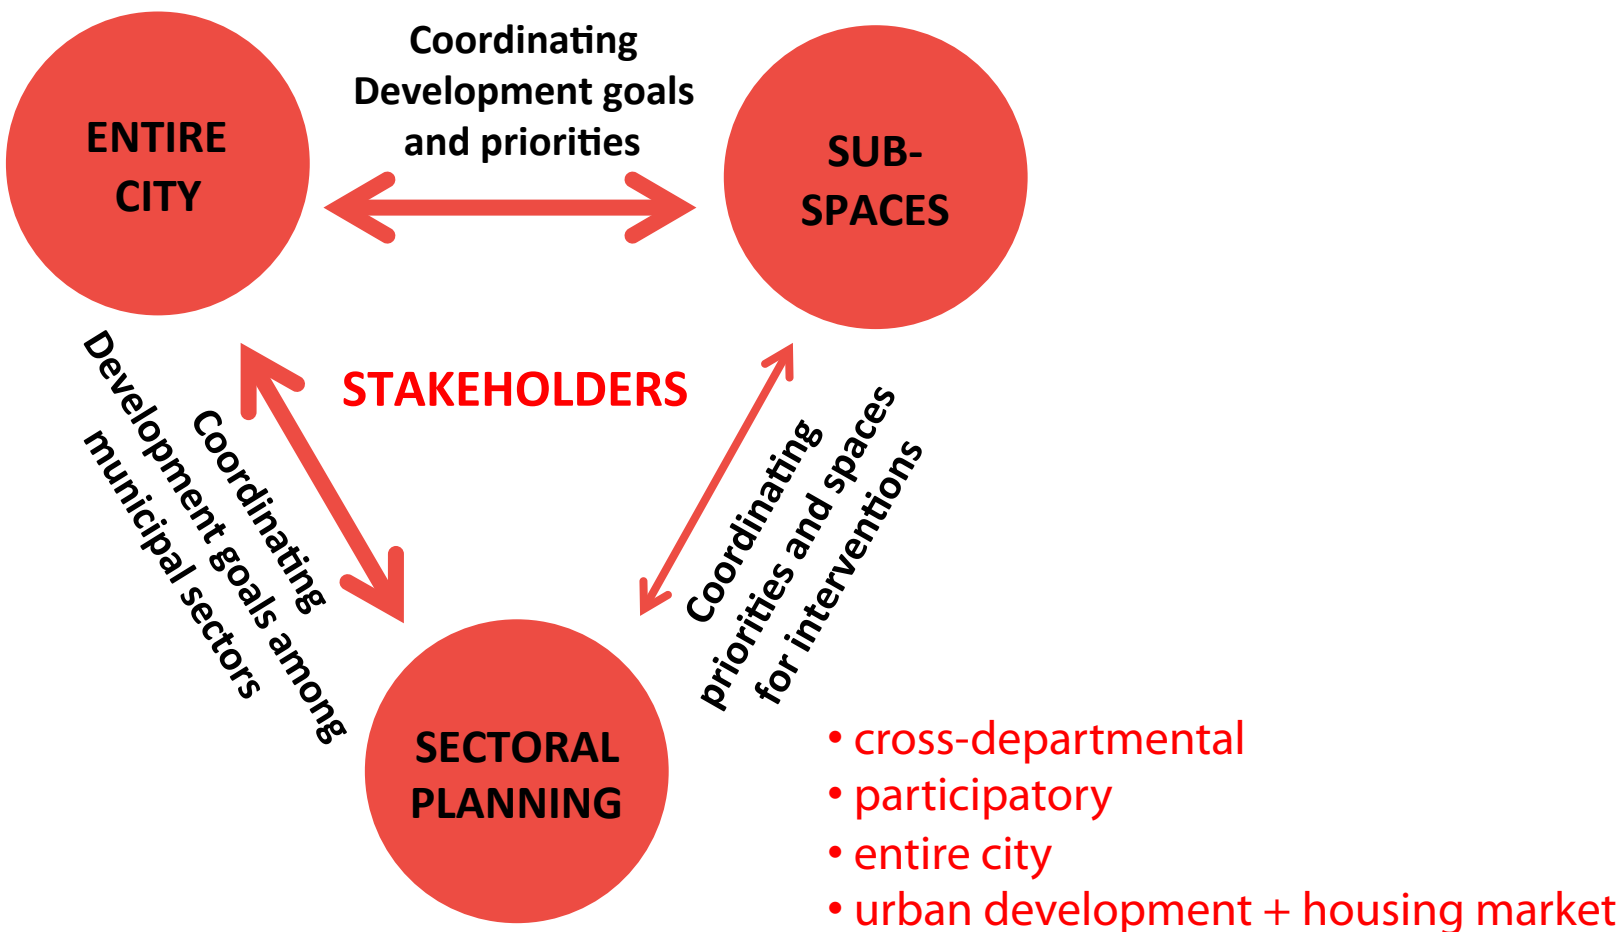 ENTIRE
CITY
Coordinating
Development goals
and priorities
SUB-
SPACES
STAKEHOLDERS
Coordinating
Development goals among
municipal sectors
Coordinating
priorities and spaces
for interventions
SECTORAL
PLANNING
• cross-departmental
• participatory
• entire city
• urban development + housing market